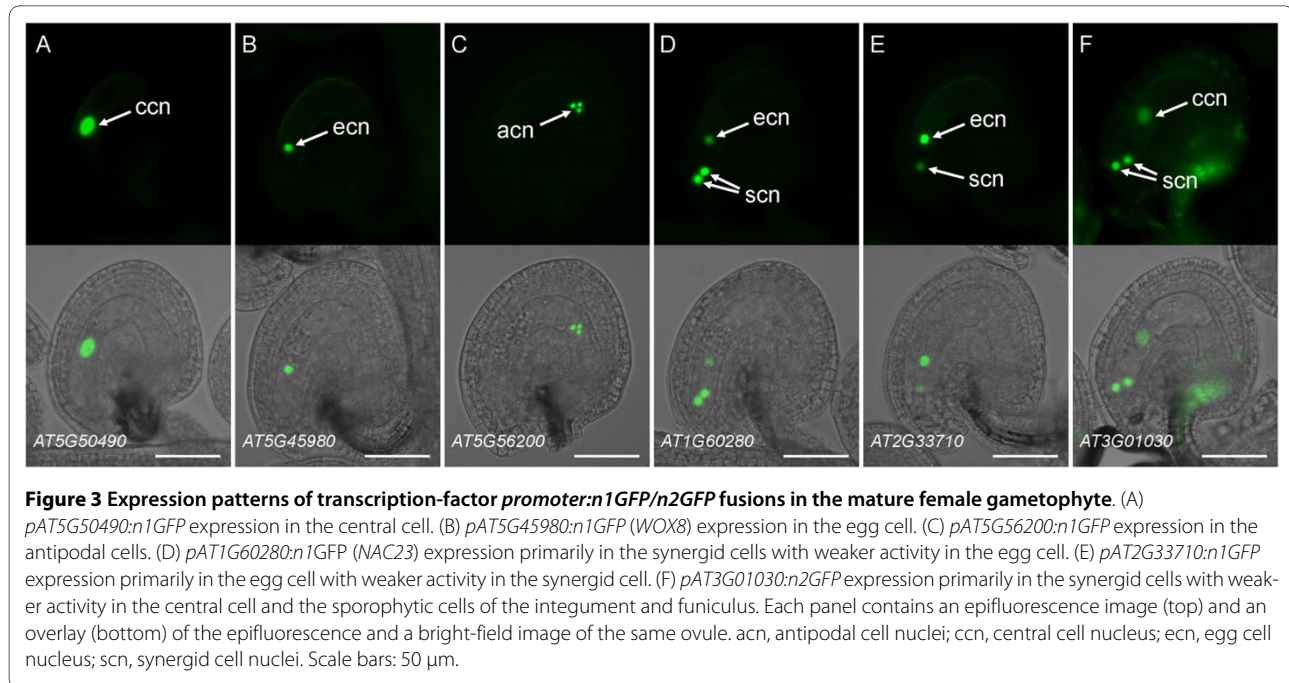 A
B
C
D
E
F
ccn
ecn
acn
ecn
scn
ecn
scn
ccn
scn
AT5G50490
AT5G45980
AT5G56200
AT1G60280
AT2G33710
AT3G01030
Figure 3 Expression patterns of transcription-factor promoter:n1GFP/n2GFP fusions in the mature female gametophyte. (A)
pAT5G50490:n1GFP expression in the central cell. (B) pAT5G45980:n1GFP (WOX8) expression in the egg cell. (C) pAT5G56200:n1GFP expression in the
antipodal cells. (D) pAT1G60280:n1GFP (NAC23) expression primarily in the synergid cells with weaker activity in the egg cell. (E) pAT2G33710:n1GFP
expression primarily in the egg cell with weaker activity in the synergid cell. (F) pAT3G01030:n2GFP expression primarily in the synergid cells with weak-
er activity in the central cell and the sporophytic cells of the integument and funiculus. Each panel contains an epifluorescence image (top) and an
overlay (bottom) of the epifluorescence and a bright-field image of the same ovule. acn, antipodal cell nuclei; ccn, central cell nucleus; ecn, egg cell
nucleus; scn, synergid cell nuclei. Scale bars: 50 μm.